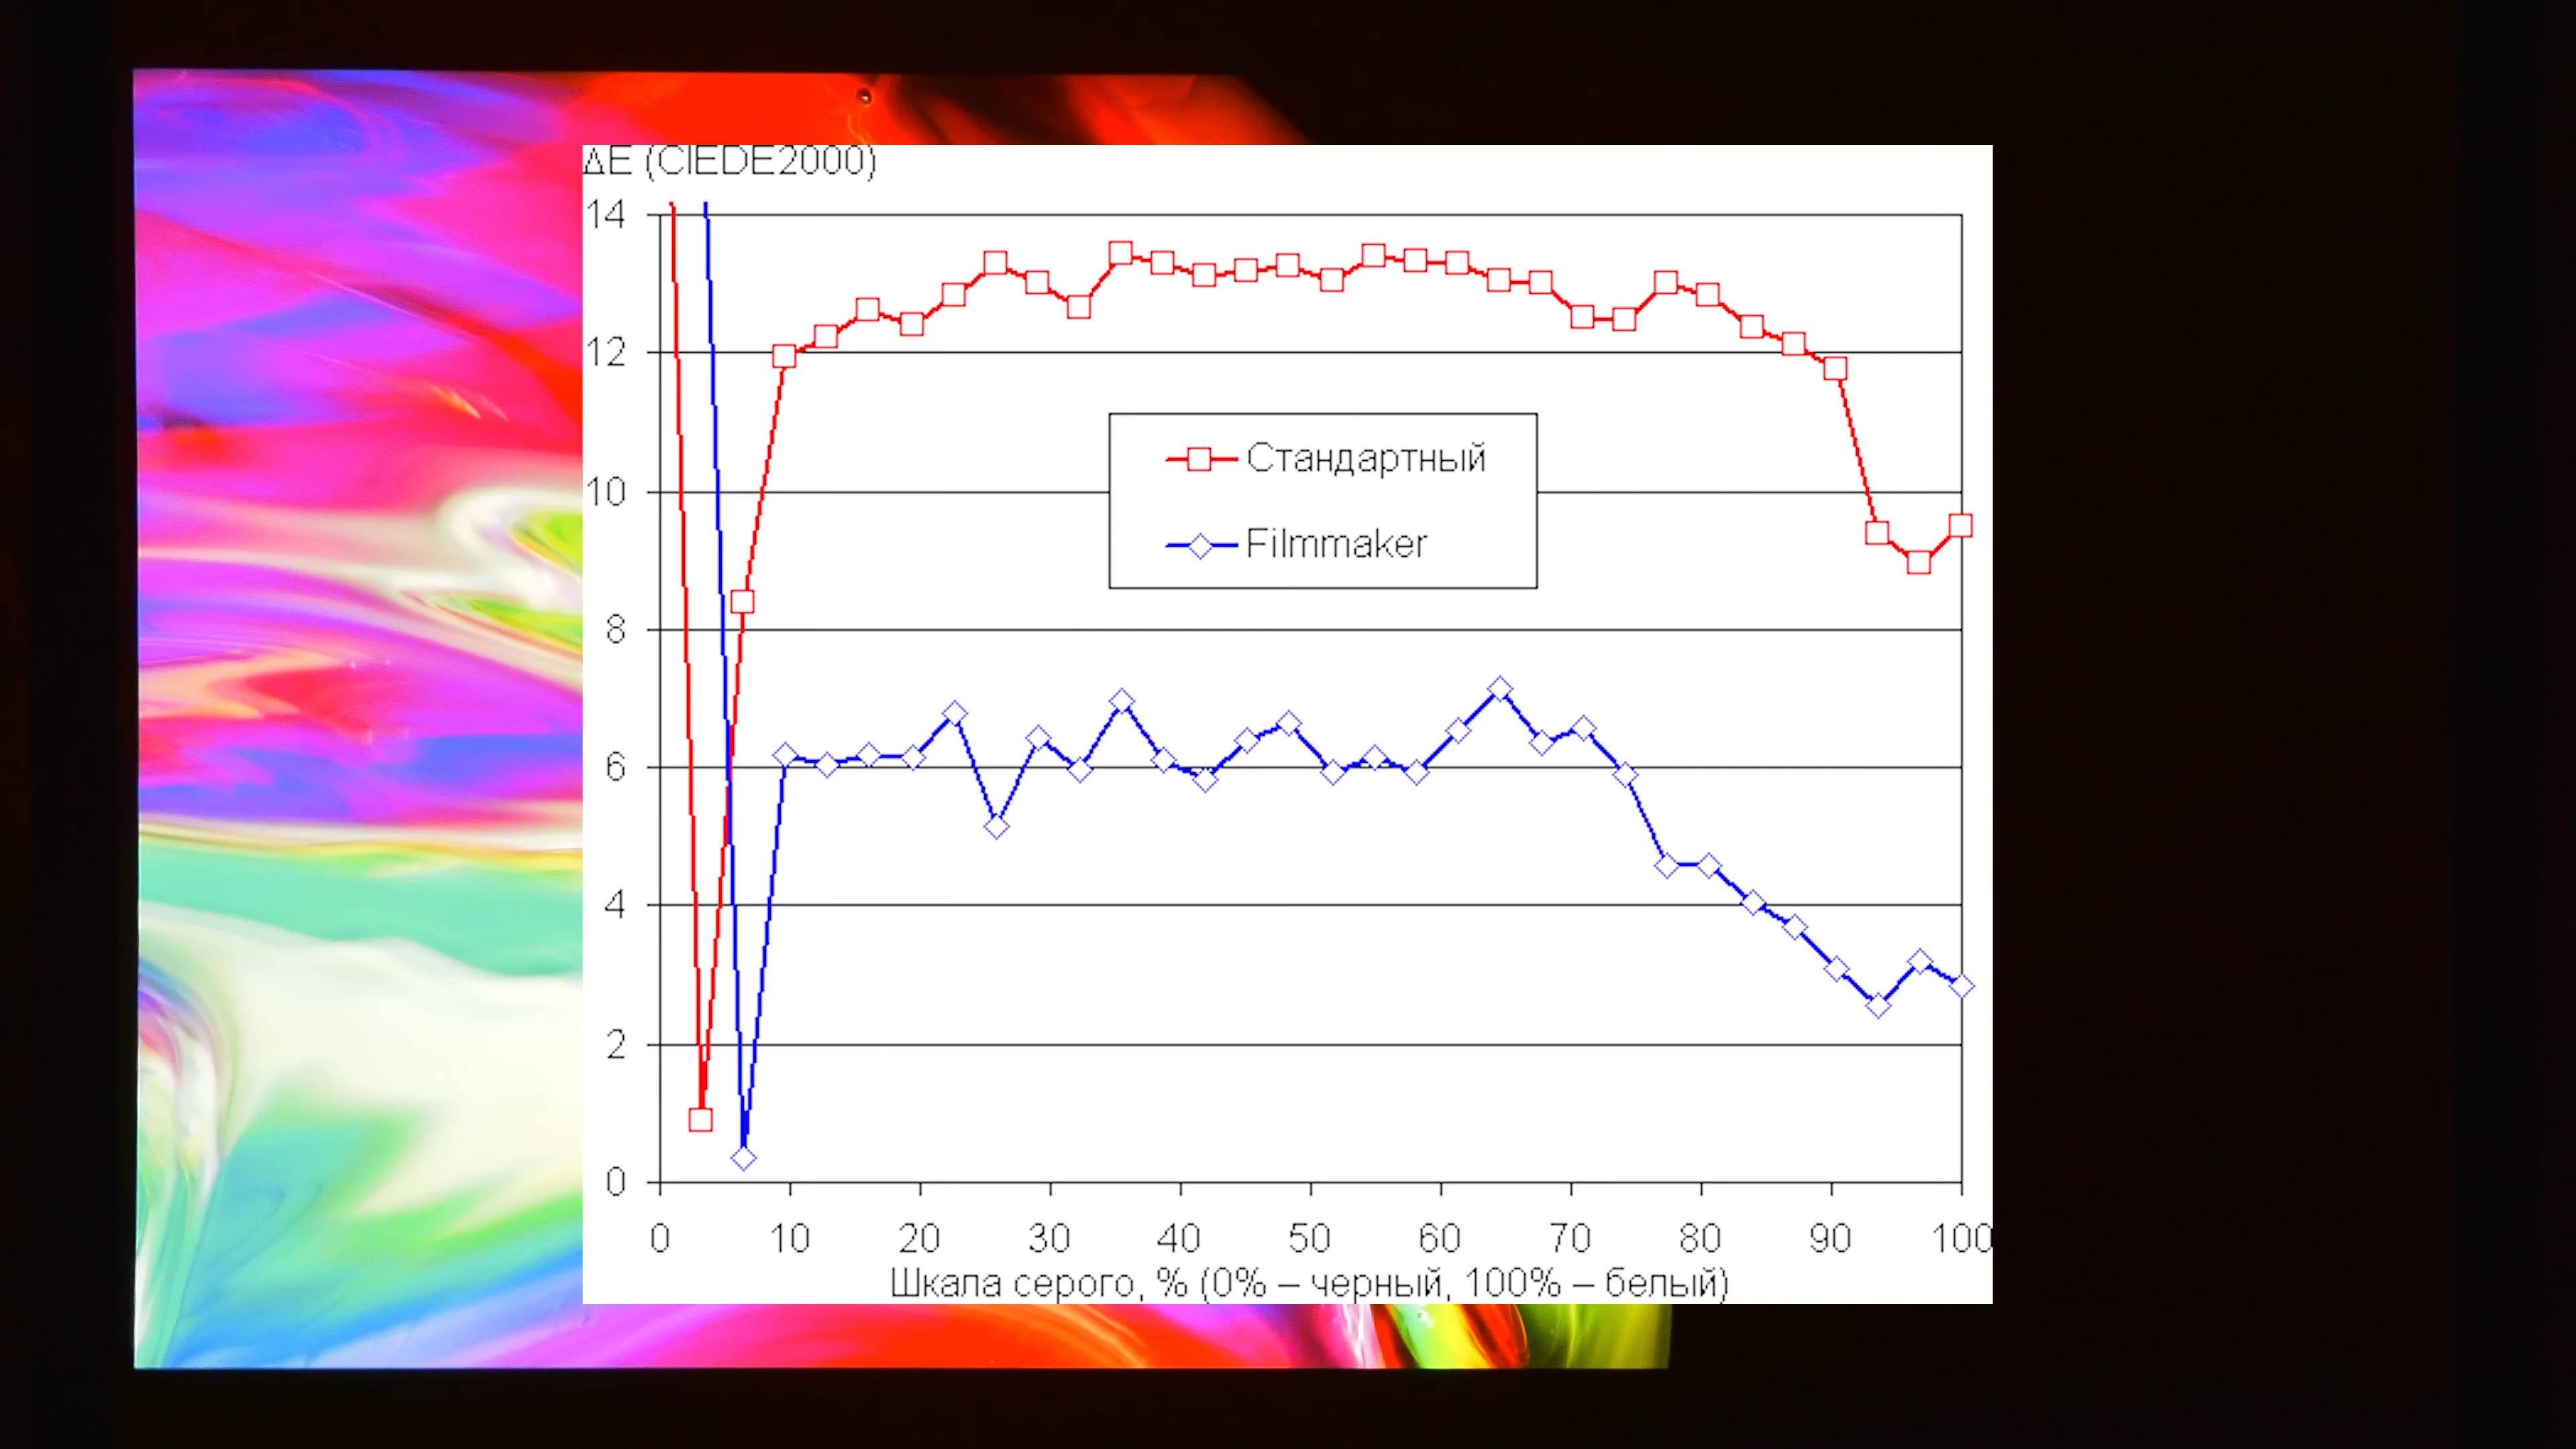 ΔE (CIEDE2000)
14
12
10
8
6
4
2
0
Стандартный
Filmmaker
0 10 20 30 40 50 60 70 80 90 100
Шкала серого, % (0% – черный, 100% – белый)